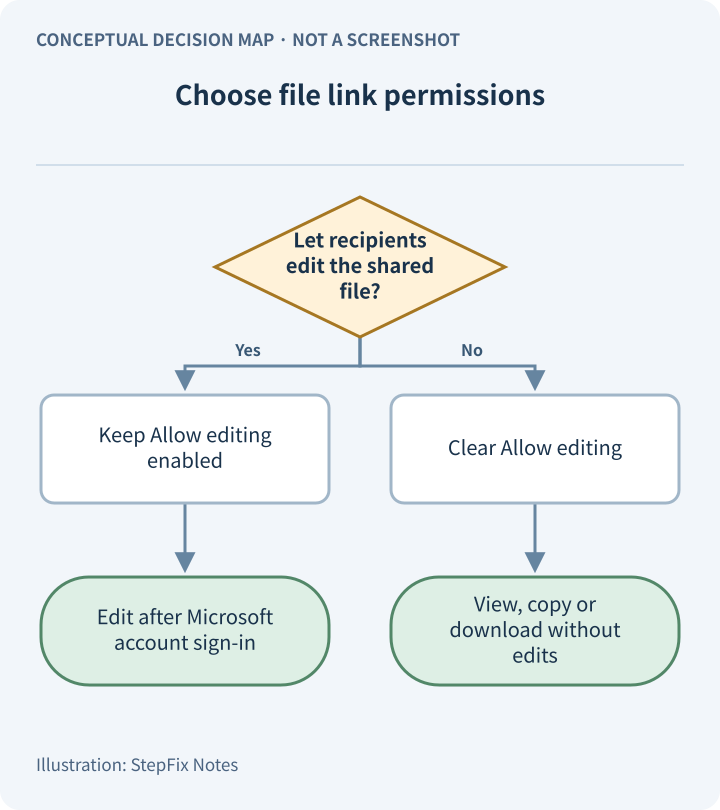 CONCEPTUAL DECISION MAP · NOT A SCREENSHOT
Choose file link permissions
Let recipients
edit the shared
file?
Yes
No
Keep Allow editing
enabled
Clear Allow editing
Edit after Microsoft
account sign-in
View, copy or
download without
edits
Illustration: StepFix Notes